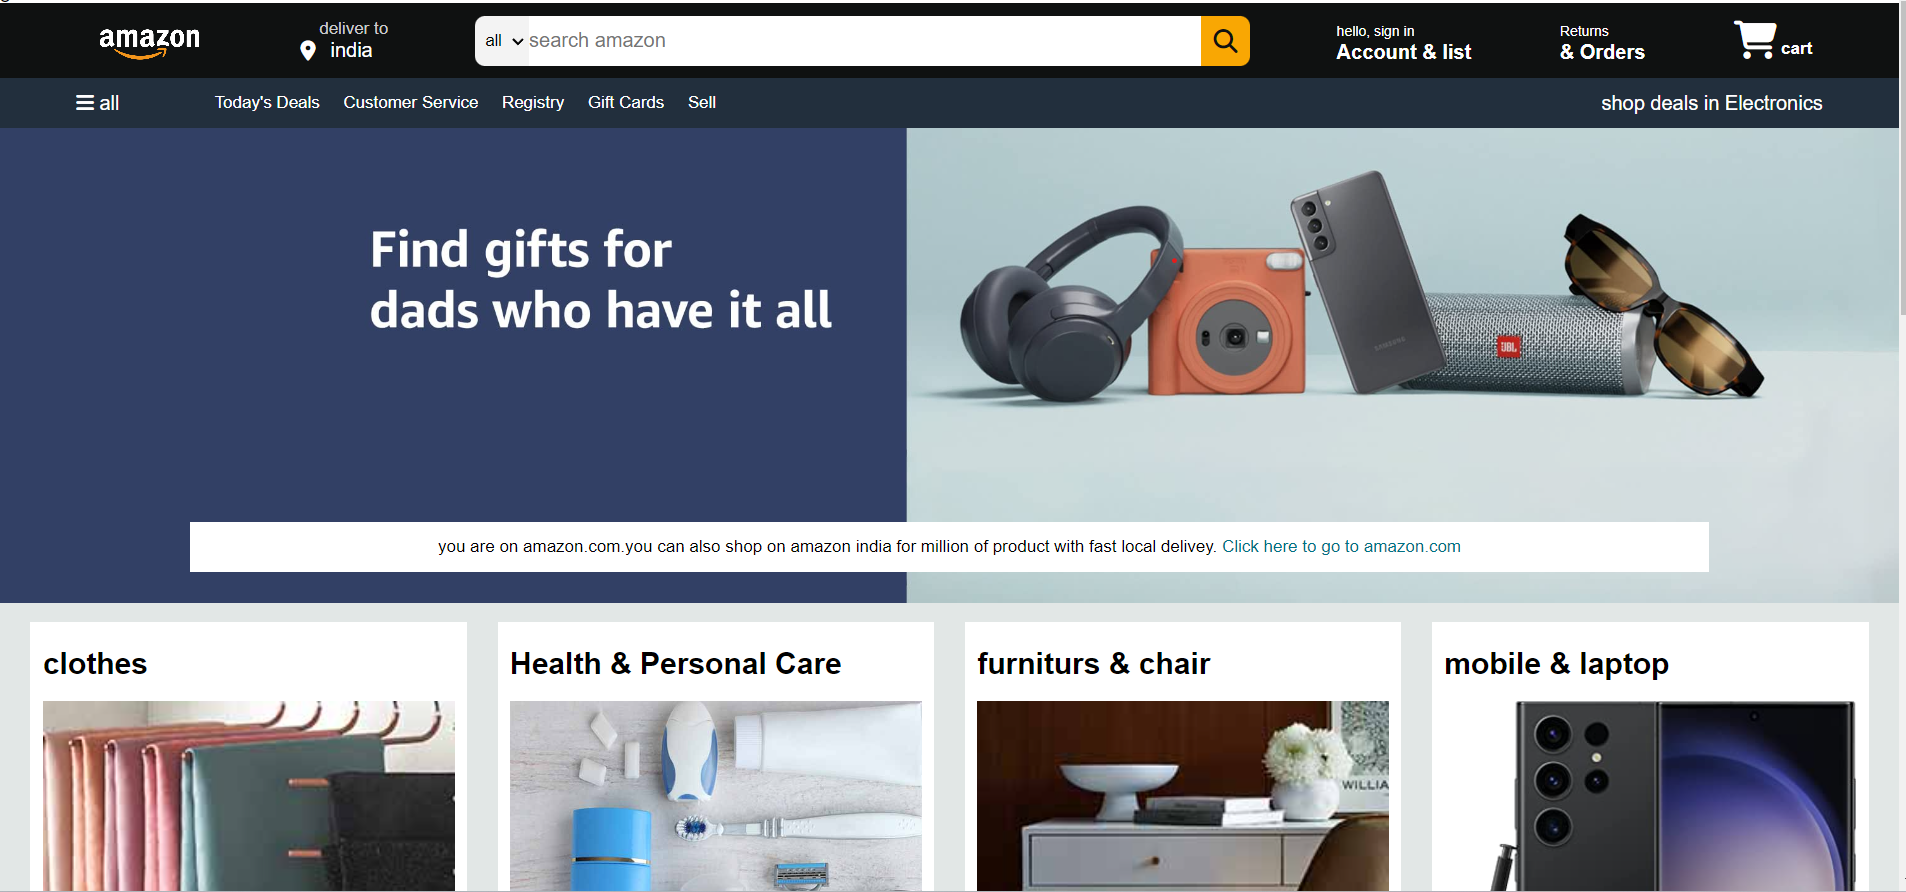 amazon
deliver to
india
all
search amazon
hello, sign in
Account & list
Returns
& Orders
cart
all
Today's Deals
Customer Service
Registry
Gift Cards
Sell
shop deals in Electronics
Find gifts for
dads who have it all
SAMSUNG
JBL
you are on amazon.com.you can also shop on amazon india for million of product with fast local delivey. Click here to go to amazon.com
clothes
Health & Personal Care
furniturs & chair
mobile & laptop
WILLIA